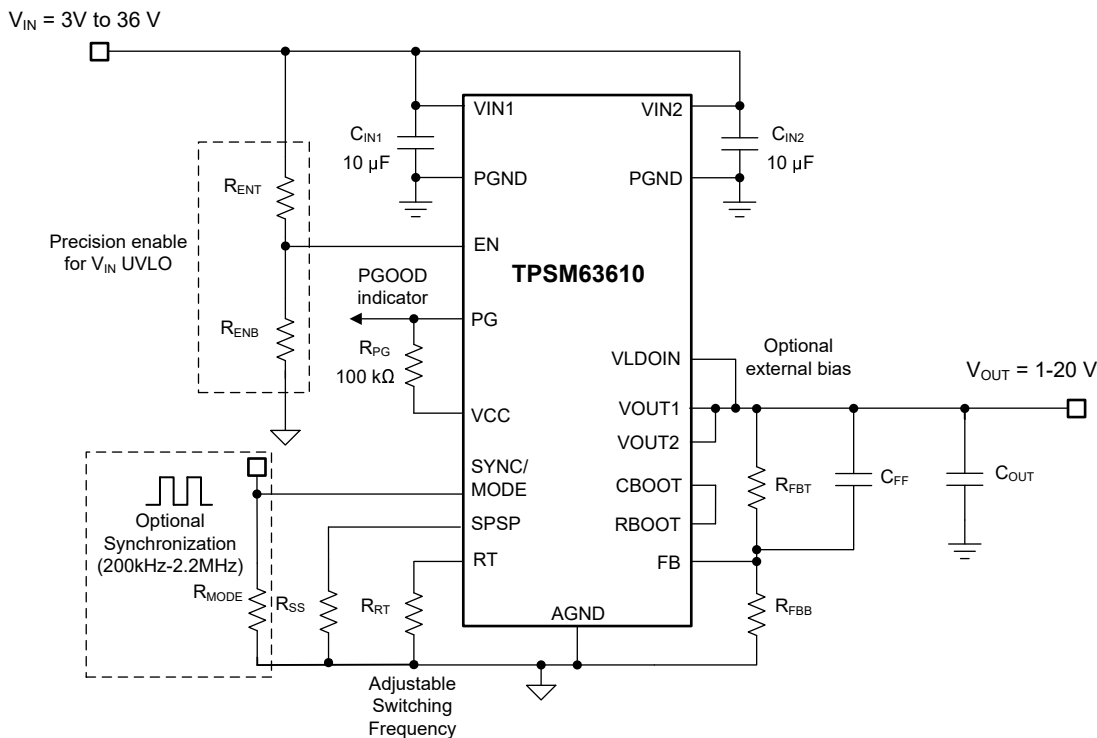 V_IN = 3V to 36 V
VIN1
VIN2
C_IN1
10 µF
C_IN2
10 µF
PGND
PGND
R_ENT
Precision enable
for V_IN UVLO
EN
TPSM63610
PGOOD
indicator
PG
R_ENB
R_PG
100 kΩ
VLDOIN
Optional
external bias
V_OUT = 1-20 V
VCC
VOUT1
VOUT2
SYNC/
MODE
CBOOT
R_FBT
C_FF
C_OUT
Optional
Synchronization
(200kHz-2.2MHz)
SPSP
RBOOT
RT
FB
R_MODE
R_SS
R_RT
R_FBB
AGND
Adjustable
Switching
Frequency